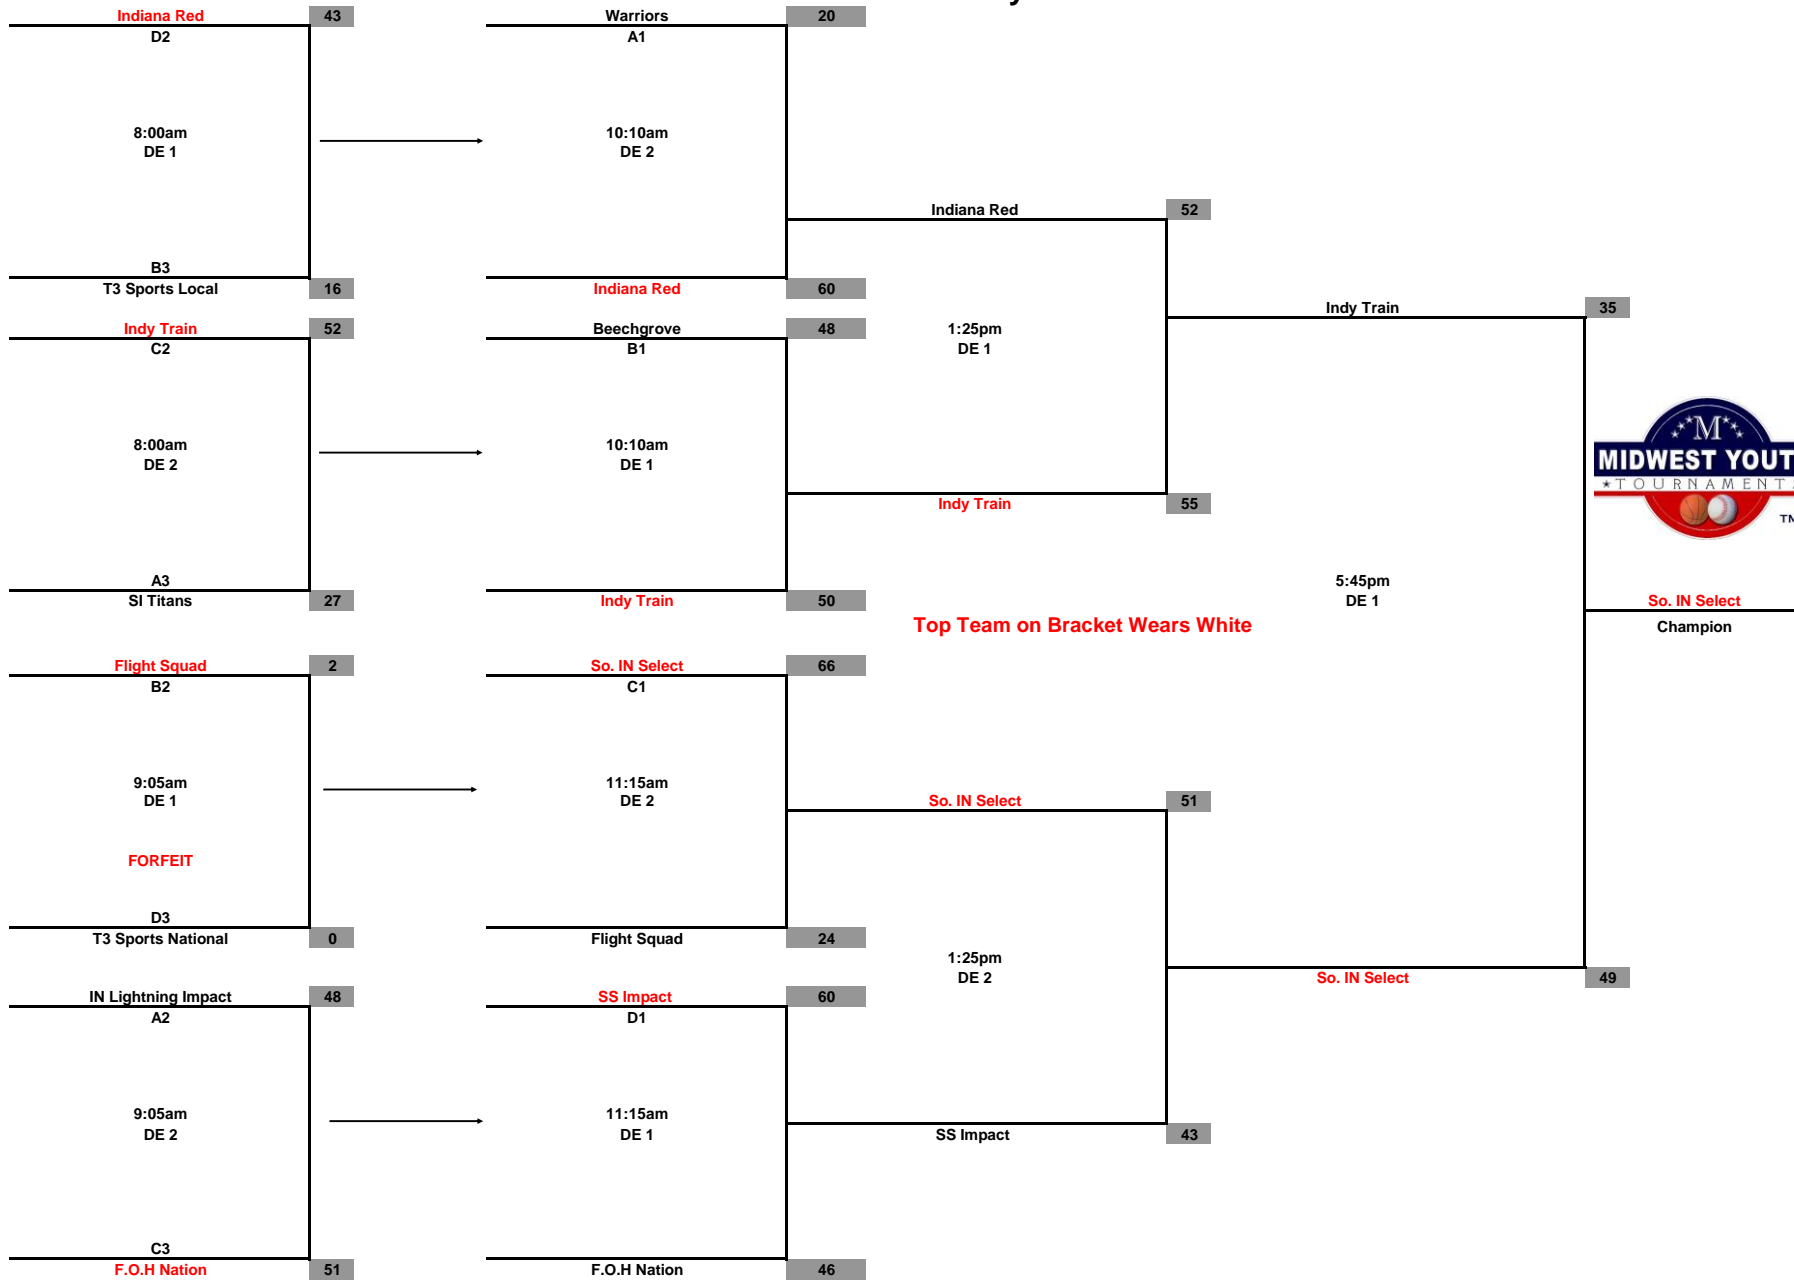 Indiana Red 43
D2
8:00am
DE 1
B3
T3 Sports Local 16
Indy Train 52
C2
8:00am
DE 2
A3
SI Titans 27
Flight Squad 2
B2
9:05am
DE 1
FORFEIT
D3
T3 Sports National 0
IN Lightning Impact 48
A2
9:05am
DE 2
C3
F.O.H Nation 51
Warriors 20
A1
10:10am
DE 2
Indiana Red 60
Beechgrove 48
B1
10:10am
DE 1
Indy Train 50
So. IN Select 66
C1
11:15am
DE 2
Flight Squad 24
SS Impact 60
D1
11:15am
DE 1
F.O.H Nation 46
Indiana Red 52
1:25pm
DE 1
Indy Train 55
Top Team on Bracket Wears White
So. IN Select 51
1:25pm
DE 2
SS Impact 43
Indy Train 35
5:45pm
DE 1
So. IN Select 49
M
MIDWEST YOUT
TOURNAMENT
TM
So. IN Select
Champion